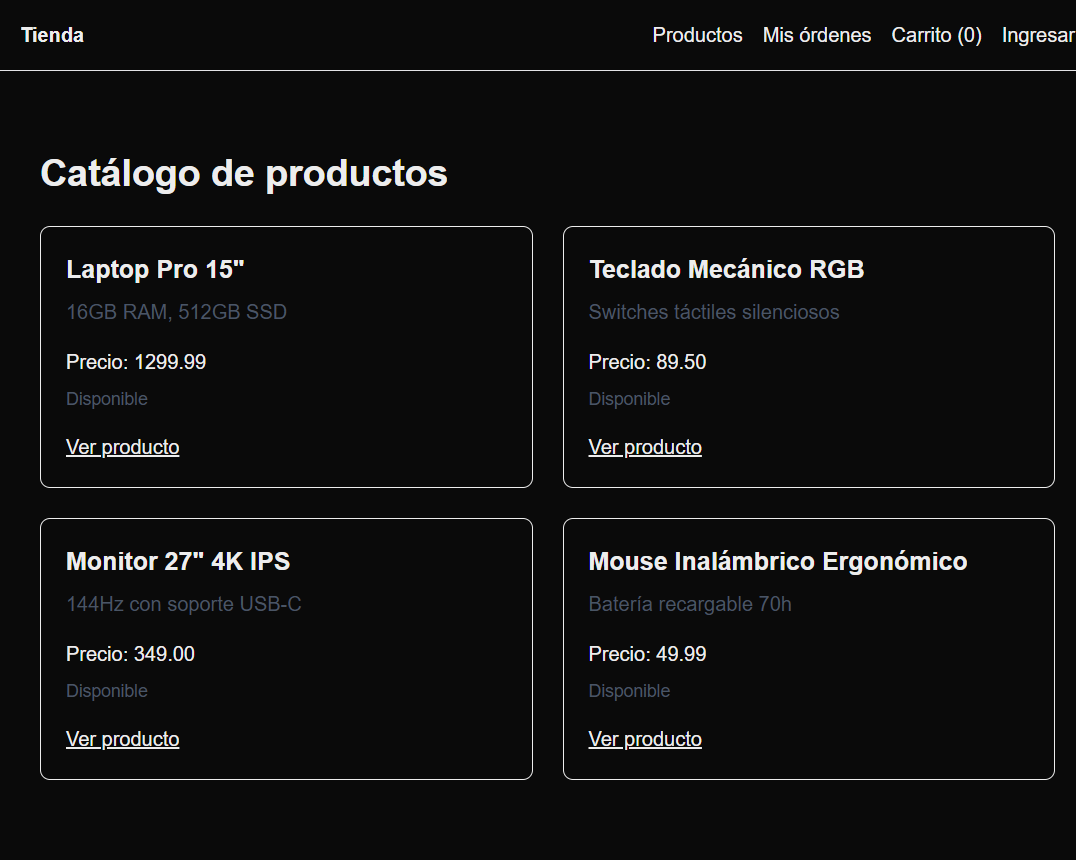 Tienda
Productos Mis órdenes Carrito (0) Ingresar
Catálogo de productos
Laptop Pro 15"
16GB RAM, 512GB SSD
Precio: 1299.99
Disponible
Ver producto
Teclado Mecánico RGB
Switches táctiles silenciosos
Precio: 89.50
Disponible
Ver producto
Monitor 27" 4K IPS
144Hz con soporte USB-C
Precio: 349.00
Disponible
Ver producto
Mouse Inalámbrico Ergonómico
Batería recargable 70h
Precio: 49.99
Disponible
Ver producto